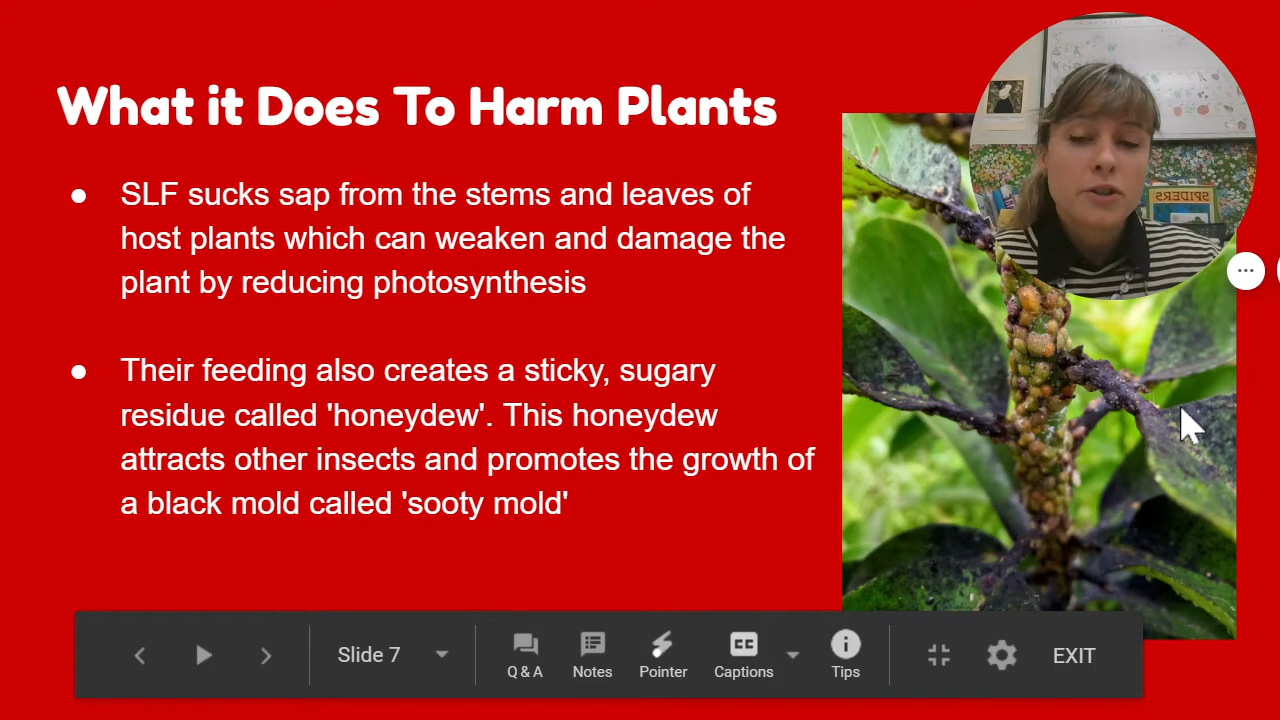 What it Does To Harm Plants
SLF sucks sap from the stems and leaves of
host plants which can weaken and damage the
plant by reducing photosynthesis
Their feeding also creates a sticky, sugary
residue called 'honeydew'. This honeydew
attracts other insects and promotes the growth of
a black mold called 'sooty mold'
SPIDERS
Slide 7
Q & A
Notes
Pointer
CC
Captions
Tips
EXIT